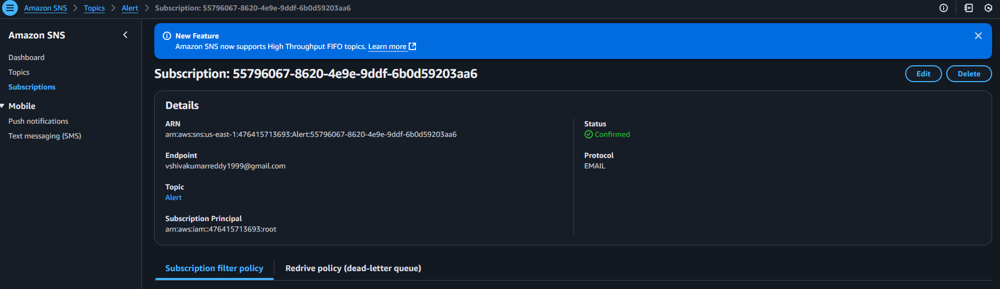 Amazon SNS > Topics > Alert > Subscription: 55796067-8620-4e9e-9ddf-6b0d59203aa6
Amazon SNS
Dashboard
Topics
Subscriptions
Mobile
Push notifications
Text messaging (SMS)
New Feature
Amazon SNS now supports High Throughput FIFO topics. Learn more
Subscription: 55796067-8620-4e9e-9ddf-6b0d59203aa6
Edit
Delete
Details
ARN
arn:aws:sns:us-east-1:476415713693:Alert:55796067-8620-4e9e-9ddf-6b0d59203aa6
Endpoint
vshivakumarreddy1999@gmail.com
Topic
Alert
Subscription Principal
arn:aws:iam::476415713693:root
Status
Confirmed
Protocol
EMAIL
Subscription filter policy
Redrive policy (dead-letter queue)